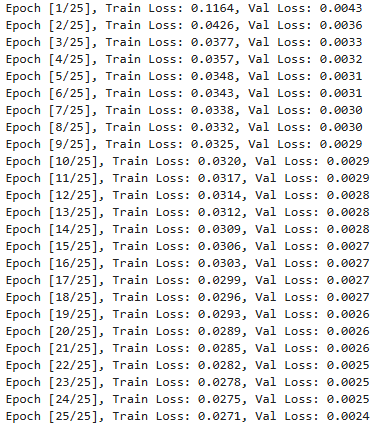 Epoch [1/25], Train Loss: 0.1164, Val Loss: 0.0043
Epoch [2/25], Train Loss: 0.0426, Val Loss: 0.0036
Epoch [3/25], Train Loss: 0.0377, Val Loss: 0.0033
Epoch [4/25], Train Loss: 0.0357, Val Loss: 0.0032
Epoch [5/25], Train Loss: 0.0348, Val Loss: 0.0031
Epoch [6/25], Train Loss: 0.0343, Val Loss: 0.0031
Epoch [7/25], Train Loss: 0.0338, Val Loss: 0.0030
Epoch [8/25], Train Loss: 0.0332, Val Loss: 0.0030
Epoch [9/25], Train Loss: 0.0325, Val Loss: 0.0029
Epoch [10/25], Train Loss: 0.0320, Val Loss: 0.0029
Epoch [11/25], Train Loss: 0.0317, Val Loss: 0.0029
Epoch [12/25], Train Loss: 0.0314, Val Loss: 0.0028
Epoch [13/25], Train Loss: 0.0312, Val Loss: 0.0028
Epoch [14/25], Train Loss: 0.0309, Val Loss: 0.0028
Epoch [15/25], Train Loss: 0.0306, Val Loss: 0.0027
Epoch [16/25], Train Loss: 0.0303, Val Loss: 0.0027
Epoch [17/25], Train Loss: 0.0299, Val Loss: 0.0027
Epoch [18/25], Train Loss: 0.0296, Val Loss: 0.0027
Epoch [19/25], Train Loss: 0.0293, Val Loss: 0.0026
Epoch [20/25], Train Loss: 0.0289, Val Loss: 0.0026
Epoch [21/25], Train Loss: 0.0285, Val Loss: 0.0026
Epoch [22/25], Train Loss: 0.0282, Val Loss: 0.0025
Epoch [23/25], Train Loss: 0.0278, Val Loss: 0.0025
Epoch [24/25], Train Loss: 0.0275, Val Loss: 0.0025
Epoch [25/25], Train Loss: 0.0271, Val Loss: 0.0024